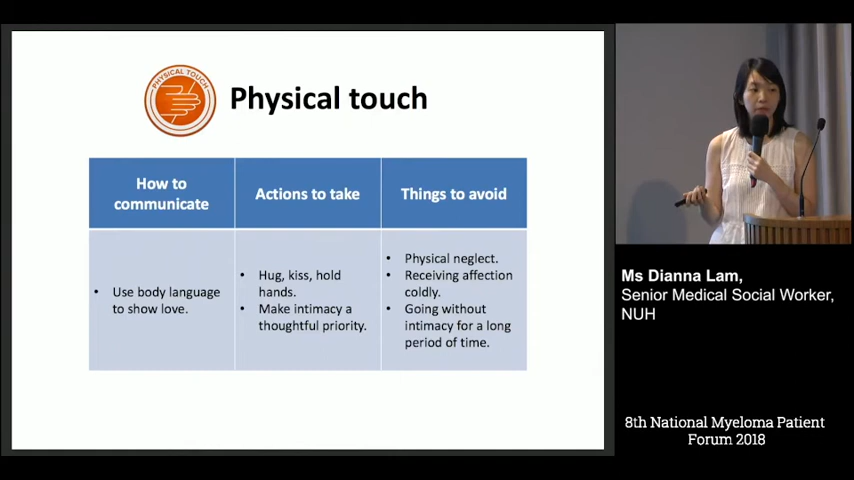 PHYSICAL TOUCH
Physical touch
How to
communicate
Actions to take
Things to avoid
• Use body language
to show love.
• Hug, kiss, hold
hands.
• Make intimacy a
thoughtful priority.
• Physical neglect.
• Receiving affection
coldly.
• Going without
intimacy for a long
period of time.
Ms Dianna Lam,
Senior Medical Social Worker,
NUH
8th National Myeloma Patient
Forum 2018